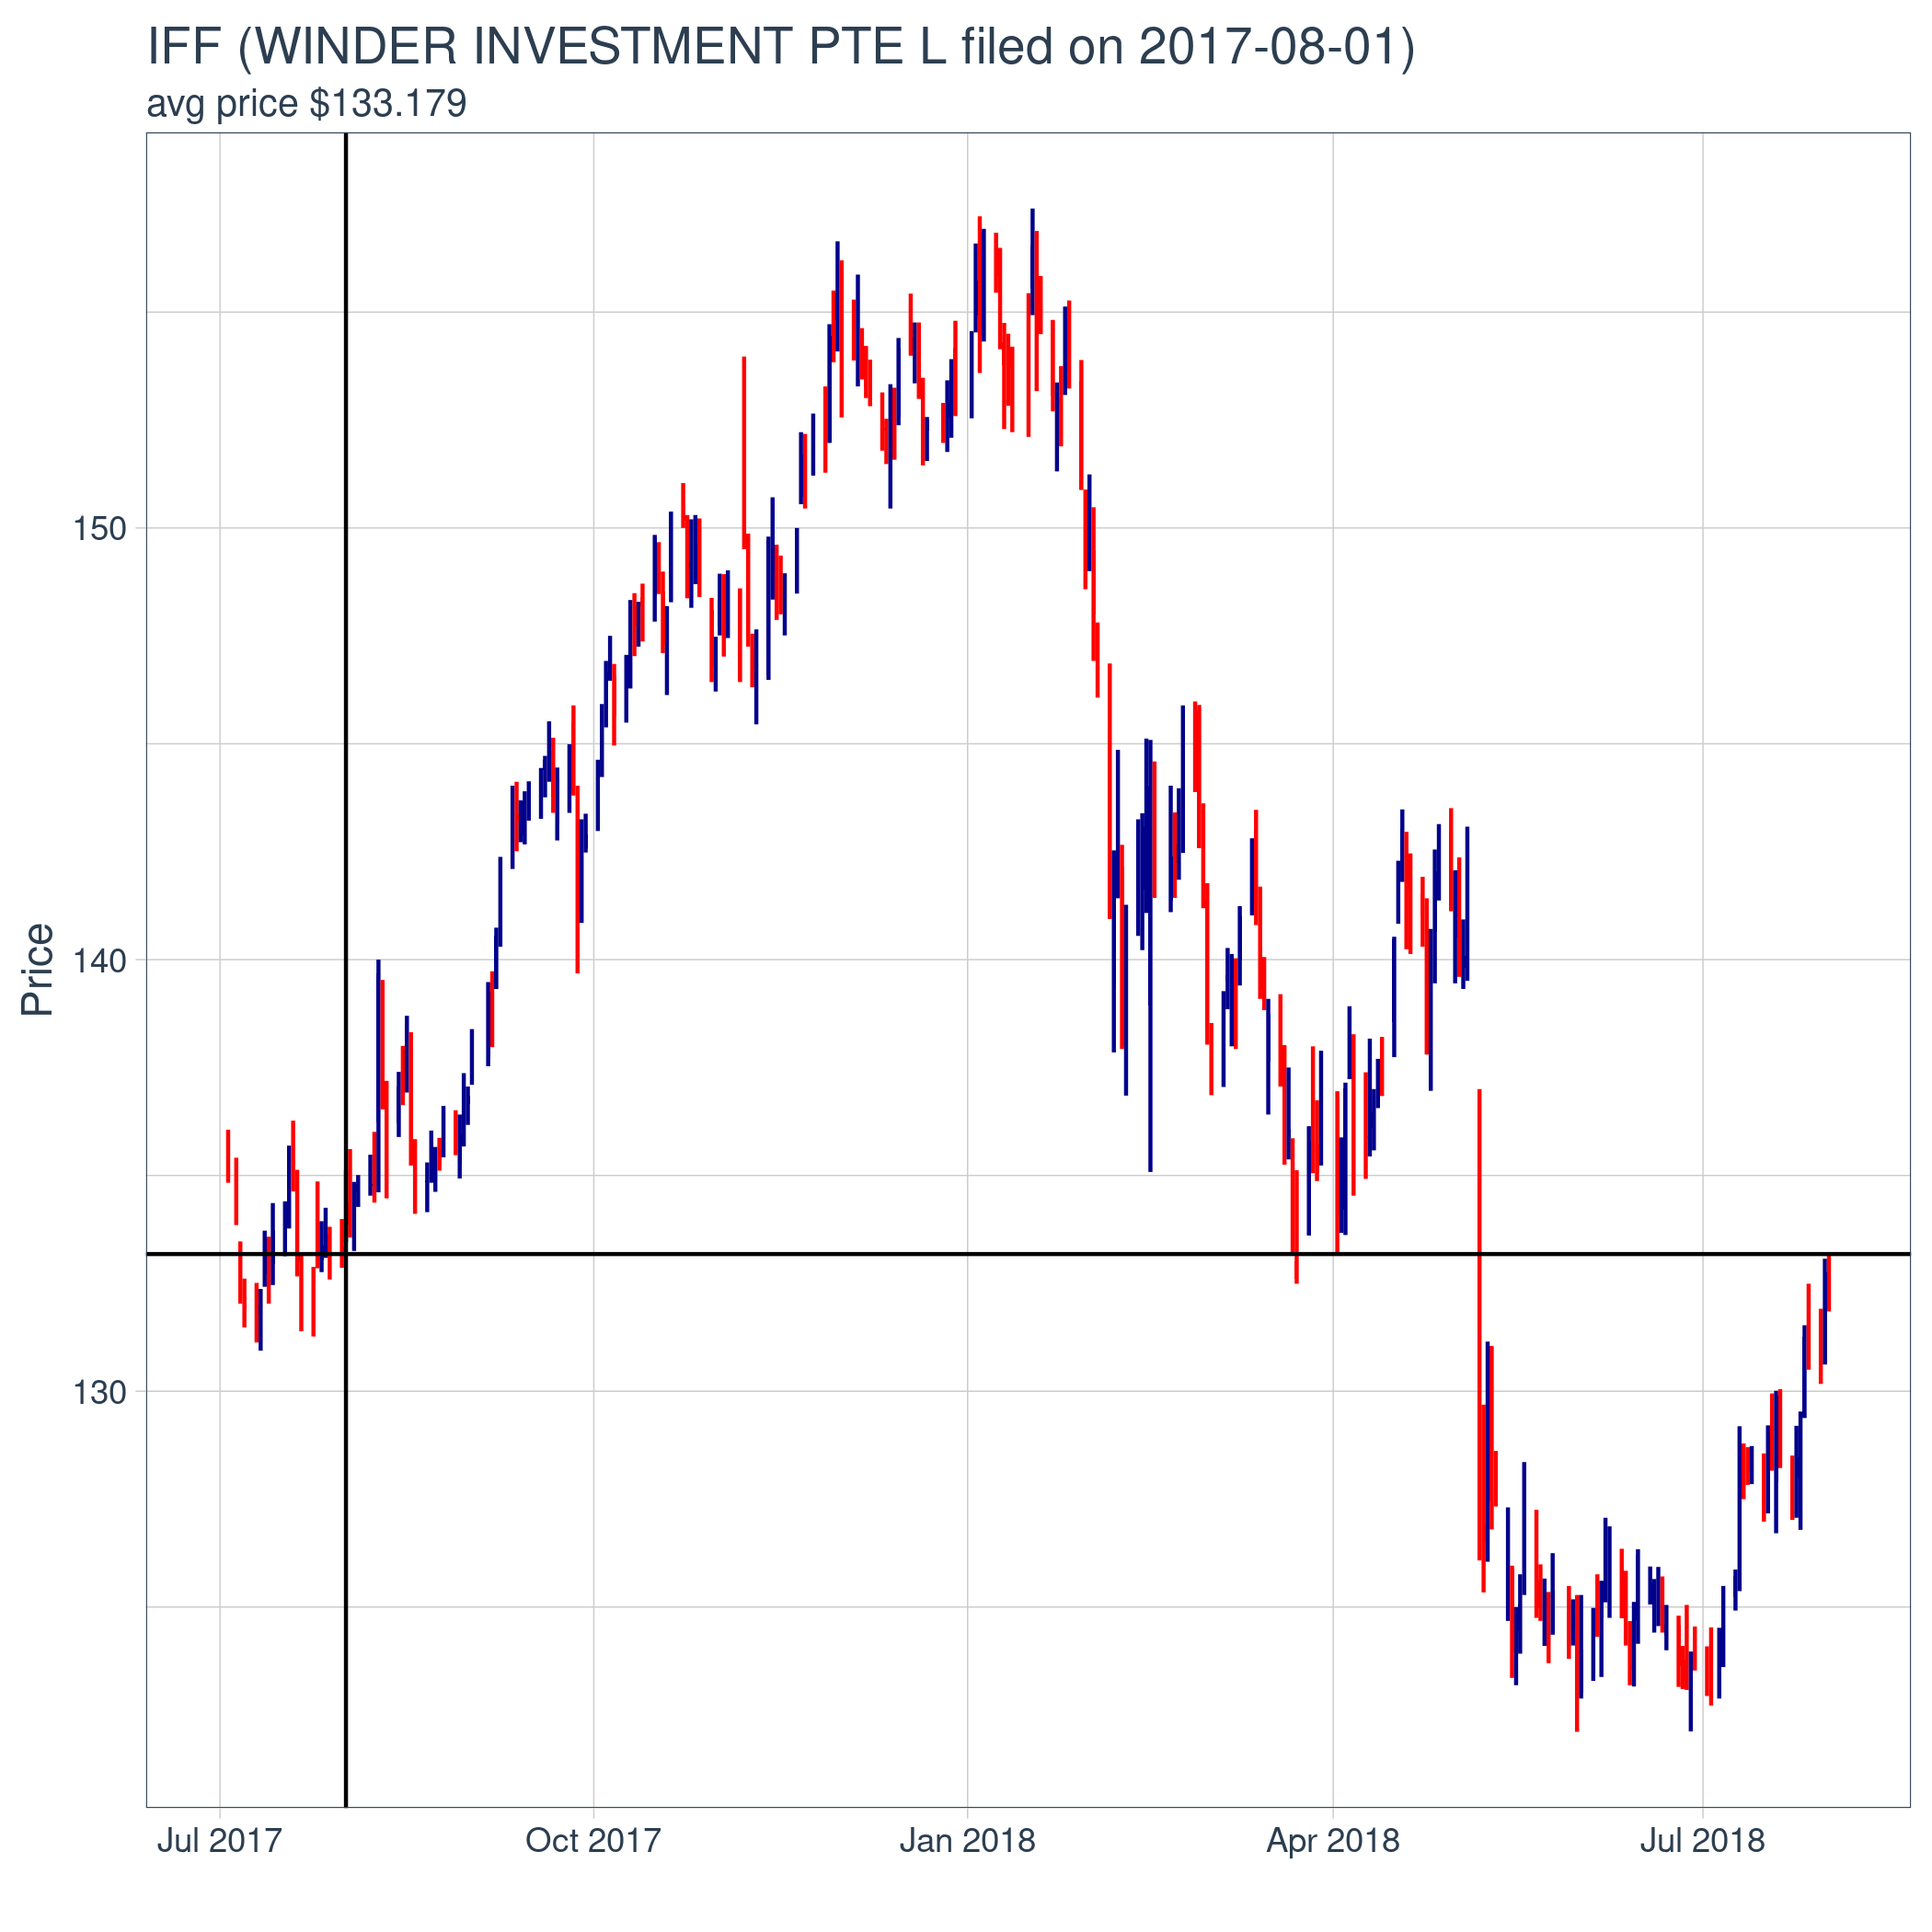 IFF (WINDER INVESTMENT PTE L filed on 2017-08-01)
avg price $133.179
Price
150
140
130
Jul 2017
Oct 2017
Jan 2018
Apr 2018
Jul 2018